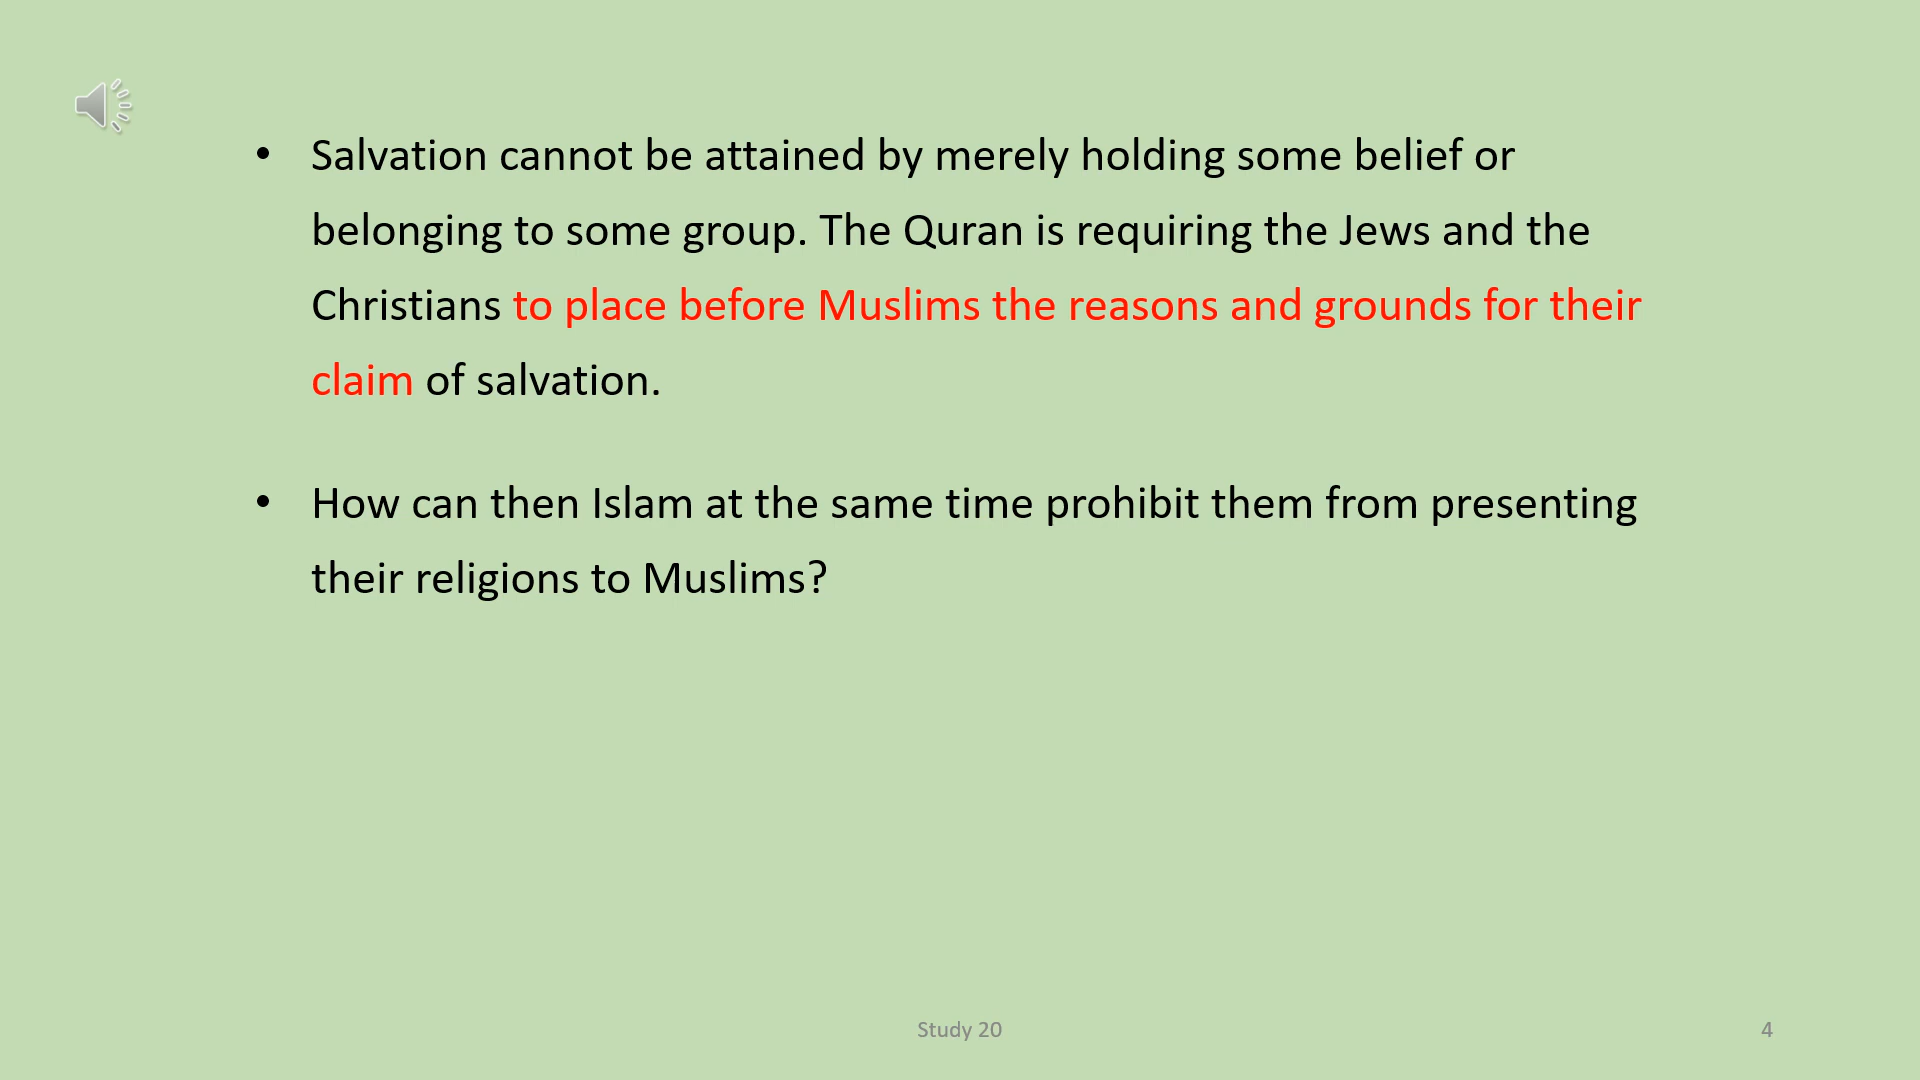 • Salvation cannot be attained by merely holding some belief or
belonging to some group. The Quran is requiring the Jews and the
Christians to place before Muslims the reasons and grounds for their
claim of salvation.
• How can then Islam at the same time prohibit them from presenting
their religions to Muslims?
Study 20
4